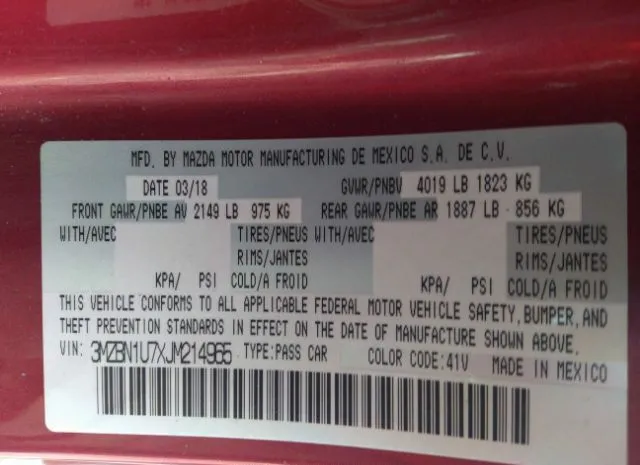 MFD. BY MAZDA MOTOR MANUFACTURING DE MEXICO S.A. DE C.V.
DATE 03/18 GVWR/PNBV 4019 LB 1823 KG
FRONT GAWR/PNBE AV 2149 LB 975 KG REAR GAWR/PNBE AR 1887 LB 856 KG
WITH/AVEC TIRES/PNEUS WITH/AVEC TIRES/PNEUS
RIMS/JANTES RIMS/JANTES
KPA/ PSI COLD/A FROID KPA/ PSI COLD/A FROID
THIS VEHICLE CONFORMS TO ALL APPLICABLE FEDERAL MOTOR VEHICLE SAFETY, BUMPER, AND
THEFT PREVENTION STANDARDS IN EFFECT ON THE DATE OF MANUFACTURE SHOWN ABOVE.
VIN: 3MZBN1U7XJM214965 TYPE:PASS CAR COLOR CODE:41V MADE IN MEXICO